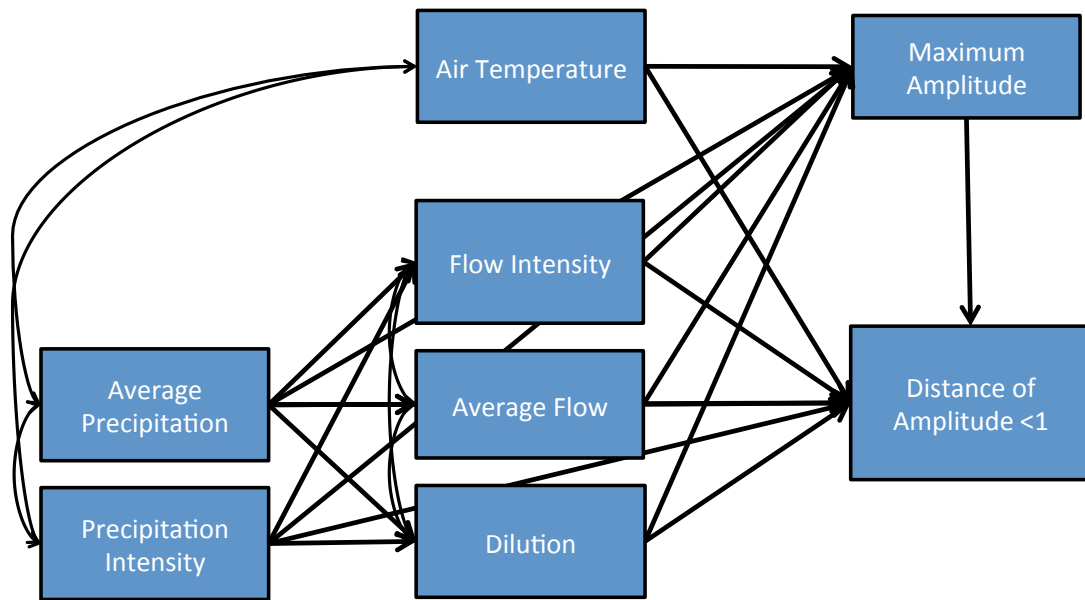 Air Temperature
Maximum
Amplitude
Flow Intensity
Average
Precipitation
Average Flow
Distance of
Amplitude <1
Precipitation
Intensity
Dilution